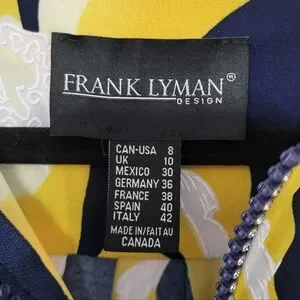 FRANK LYMAN®
DESIGN
CAN-USA 8
UK 10
MEXICO 30
GERMANY 36
FRANCE 38
SPAIN 40
ITALY 42
MADE IN/FAIT AU
CANADA